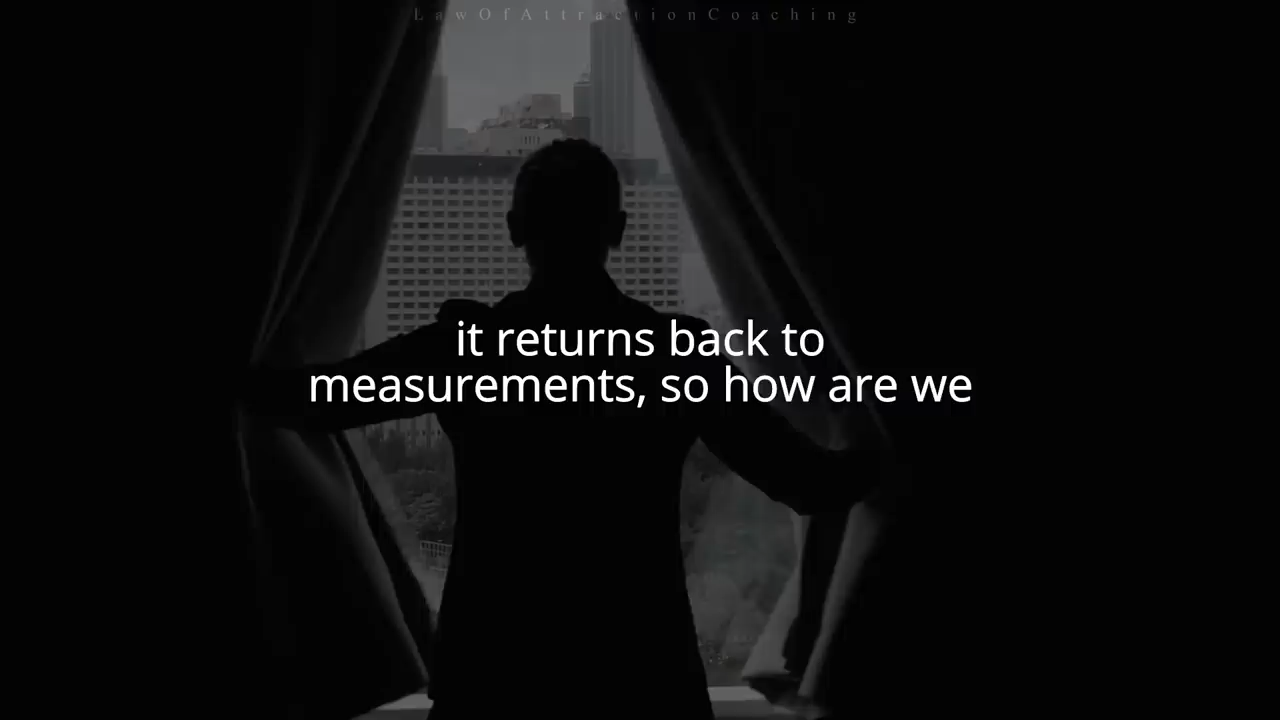 LawOfAttractionCoaching
it returns back to
measurements, so how are we